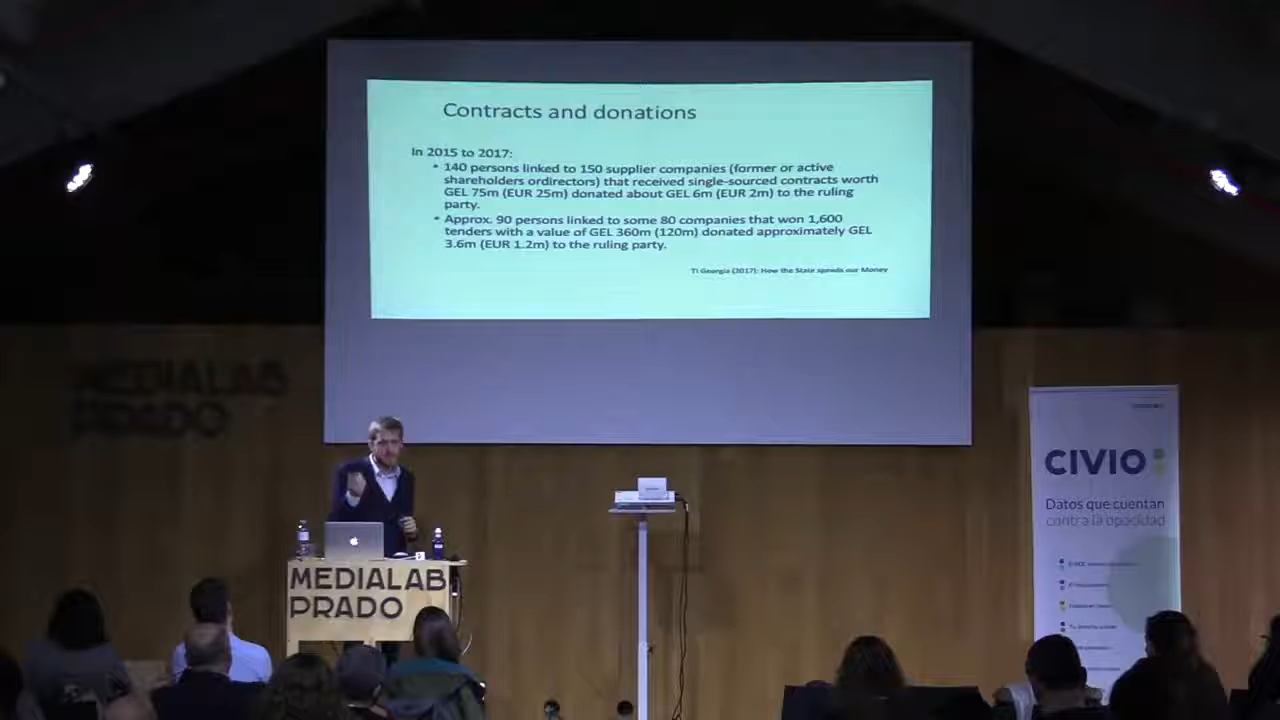 Contracts and donations
In 2015 to 2017:
• 140 persons linked to 150 supplier companies (former or active
shareholders ordirectors) that received single-sourced contracts worth
GEL 75m (EUR 25m) donated about GEL 6m (EUR 2m) to the ruling
party.
• Approx. 90 persons linked to some 80 companies that won 1,600
tenders with a value of GEL 360m (120m) donated approximately GEL
3.6m (EUR 1.2m) to the ruling party.
TI Georgia (2017): How the State spends our Money
MEDIALAB
PRADO
MEDIALAB
PRADO
CIVIO
Datos que cuentan
contra la opacidad